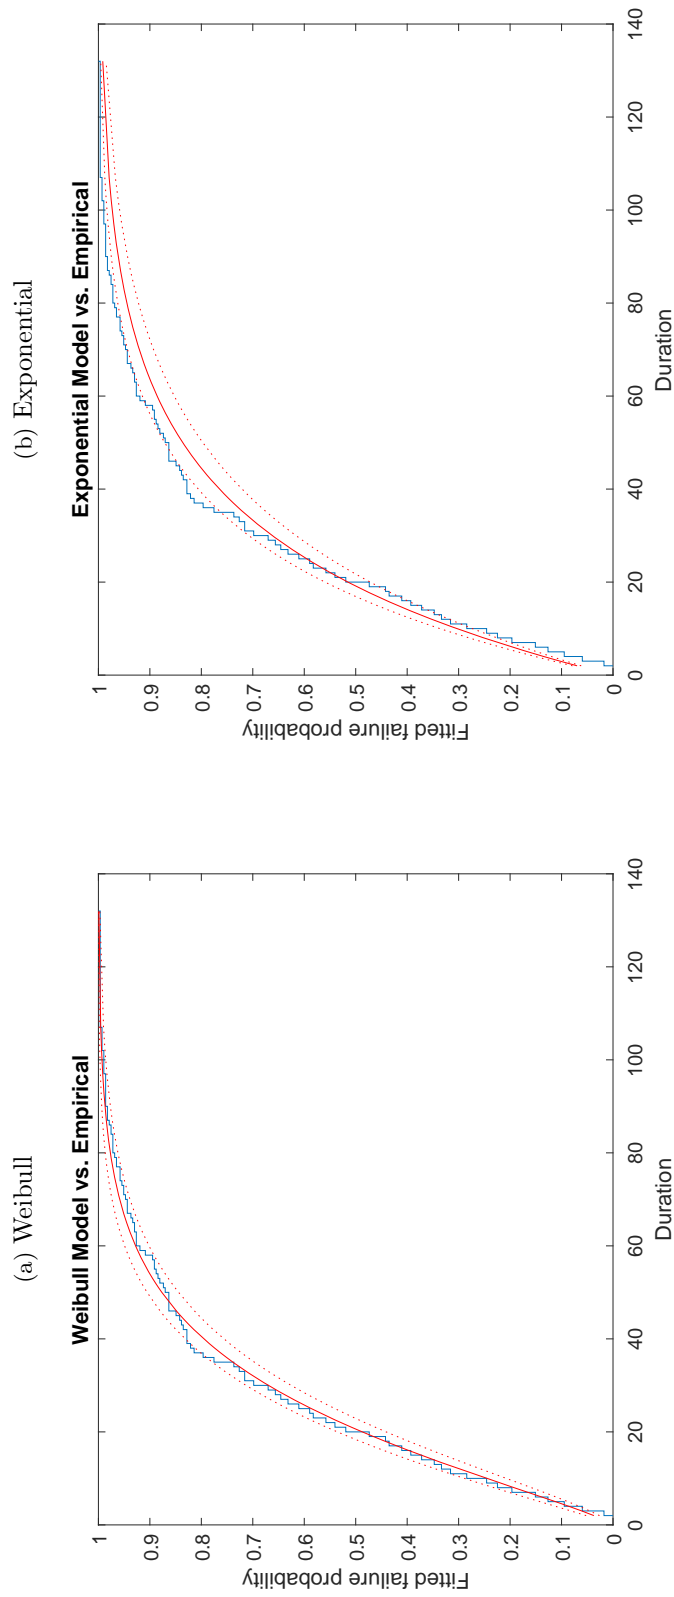 (a) Weibull
Weibull Model vs. Empirical
1
0.9
0.8
0.7
0.6
0.5
0.4
0.3
0.2
0.1
0
Fitted failure probability
0 20 40 60 80 100 120 140
Duration
(b) Exponential
Exponential Model vs. Empirical
1
0.9
0.8
0.7
0.6
0.5
0.4
0.3
0.2
0.1
0
Fitted failure probability
0 20 40 60 80 100 120 140
Duration